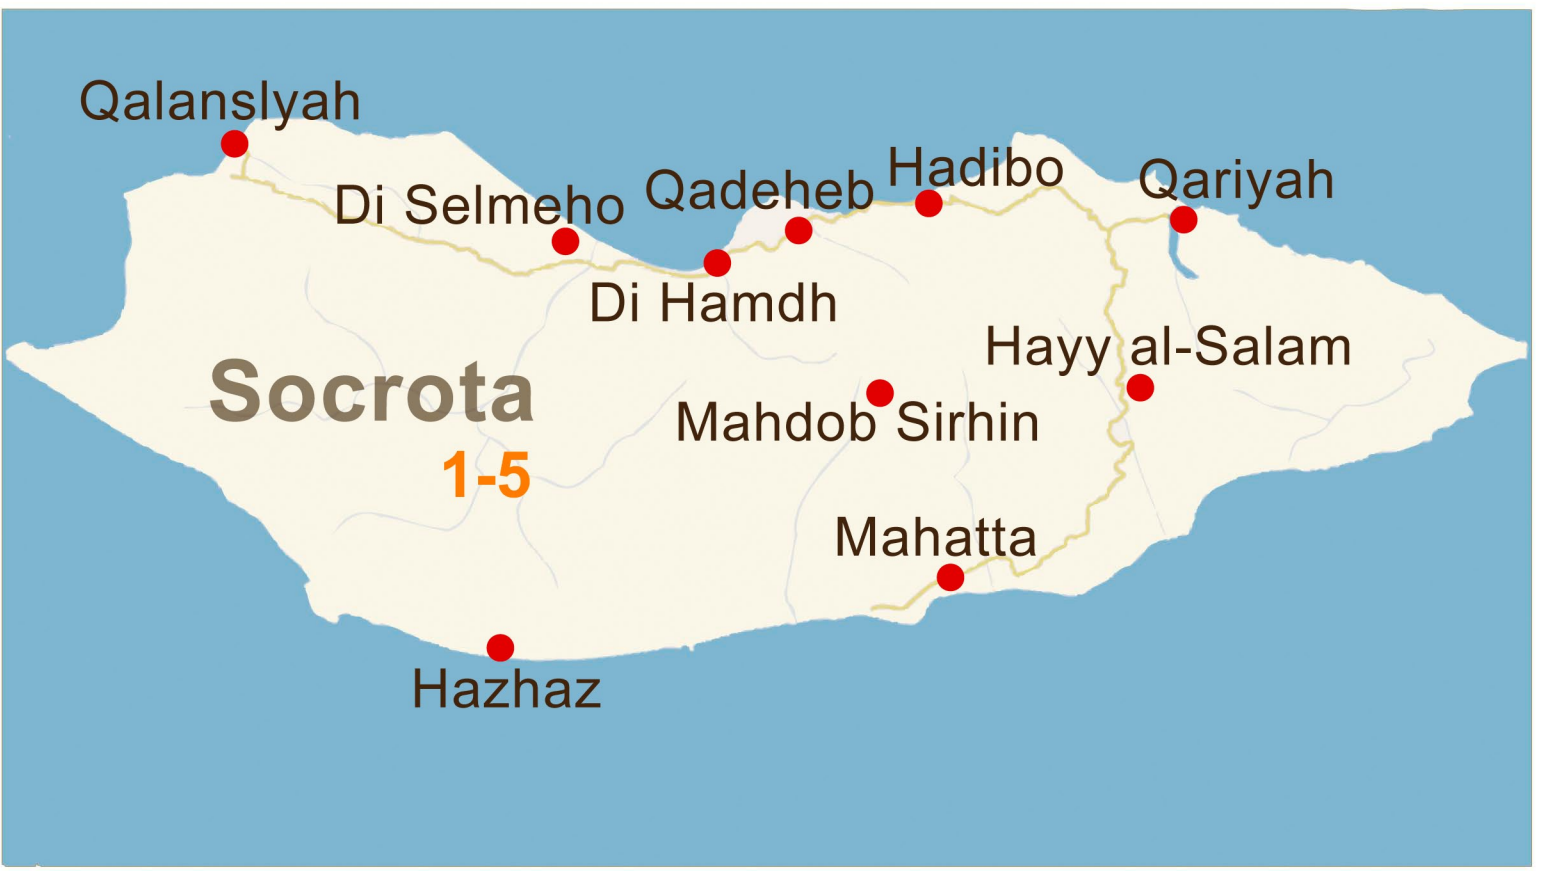 Qalanslyah
Hadibo
Qariyah
Qadeheb
Di Selmeho
Di Hamdh
Hayy al-Salam
Socrota
Mahdob Sirhin
1-5
Mahatta
Hazhaz